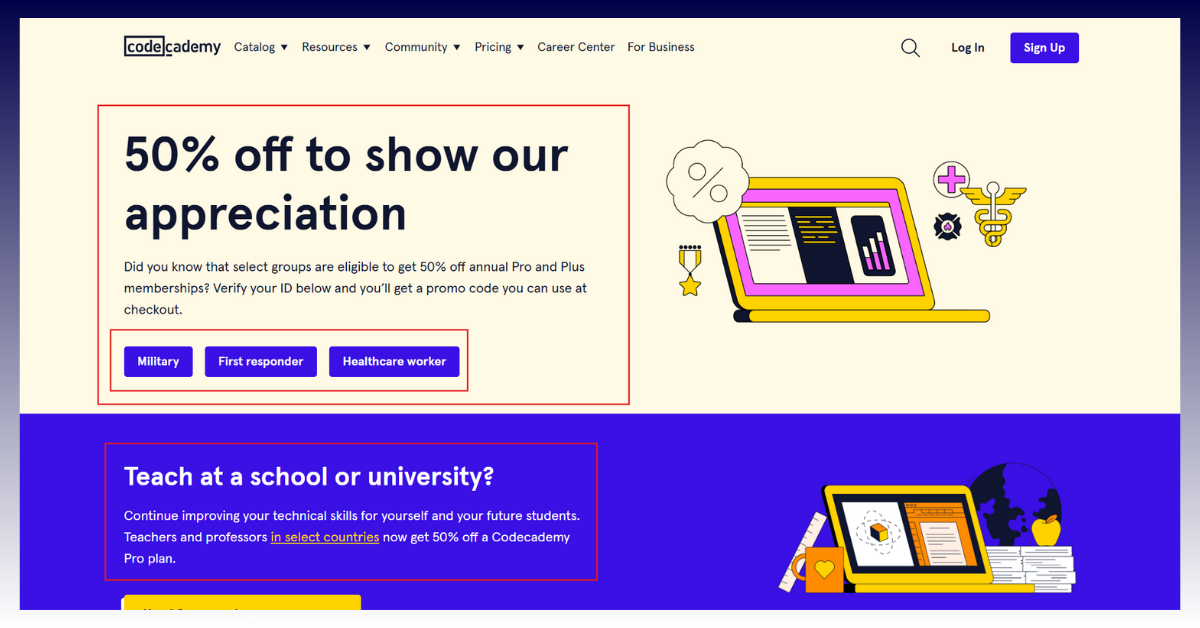 codecademy Catalog Resources Community Pricing Career Center For Business Log In Sign Up
50% off to show our
appreciation
Did you know that select groups are eligible to get 50% off annual Pro and Plus
memberships? Verify your ID below and you'll get a promo code you can use at
checkout.
Military First responder Healthcare worker
Teach at a school or university?
Continue improving your technical skills for yourself and your future students.
Teachers and professors in select countries now get 50% off a Codecademy
Pro plan.